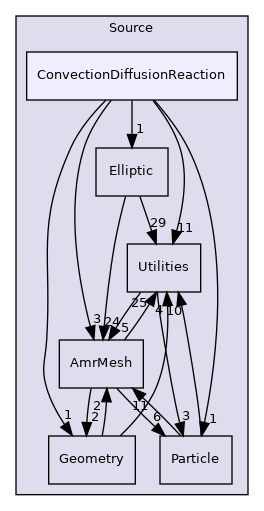 Source
ConvectionDiffusionReaction
1
Elliptic
29
11
Utilities
25
4
10
3
24
5
AmrMesh
2
2
11
6
1
3
1
Geometry
Particle